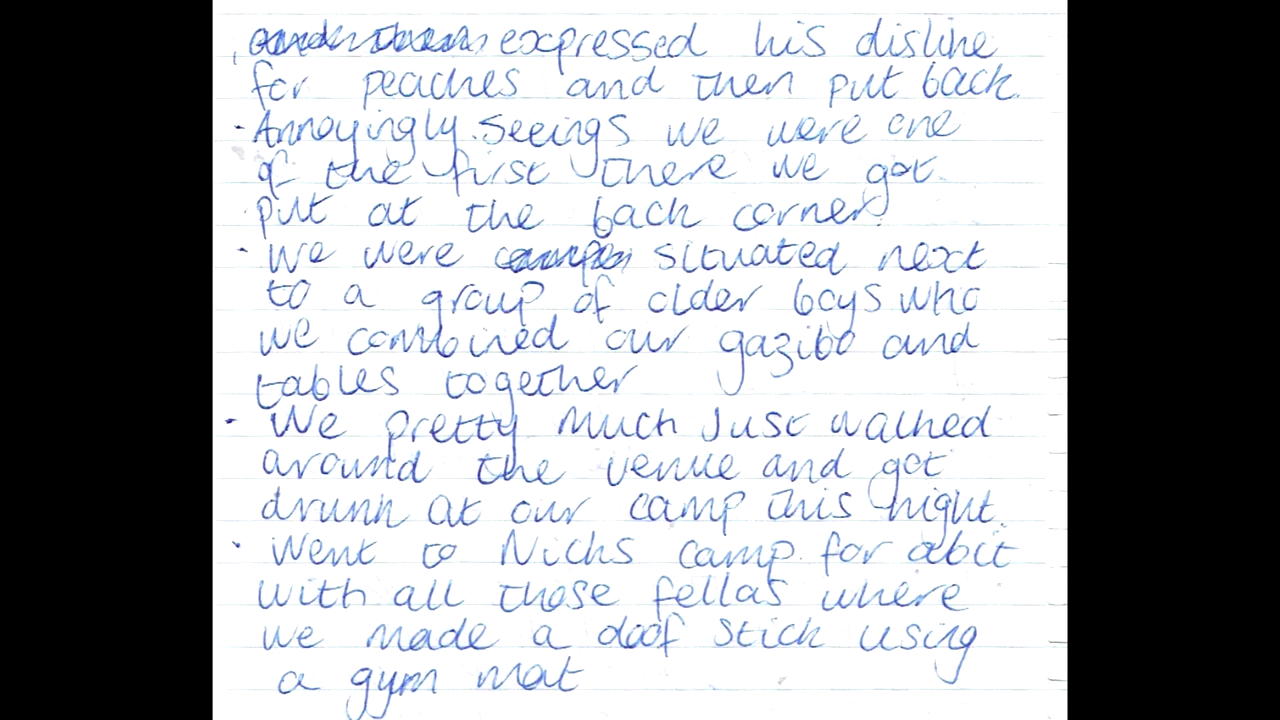 expressed his dislike
for peaches and then put back.
- Annoyingly seeings we were one
of the first there we got
put at the back corner.
- We were situated next
to a group of older boys who
we combined our gazibo and
tables together
- We pretty much just walked
around the venue and got
drunk at our camp this night.
- Went to Nicks camp for abit
with all those fellas where
we made a doof stick using
a gym mat